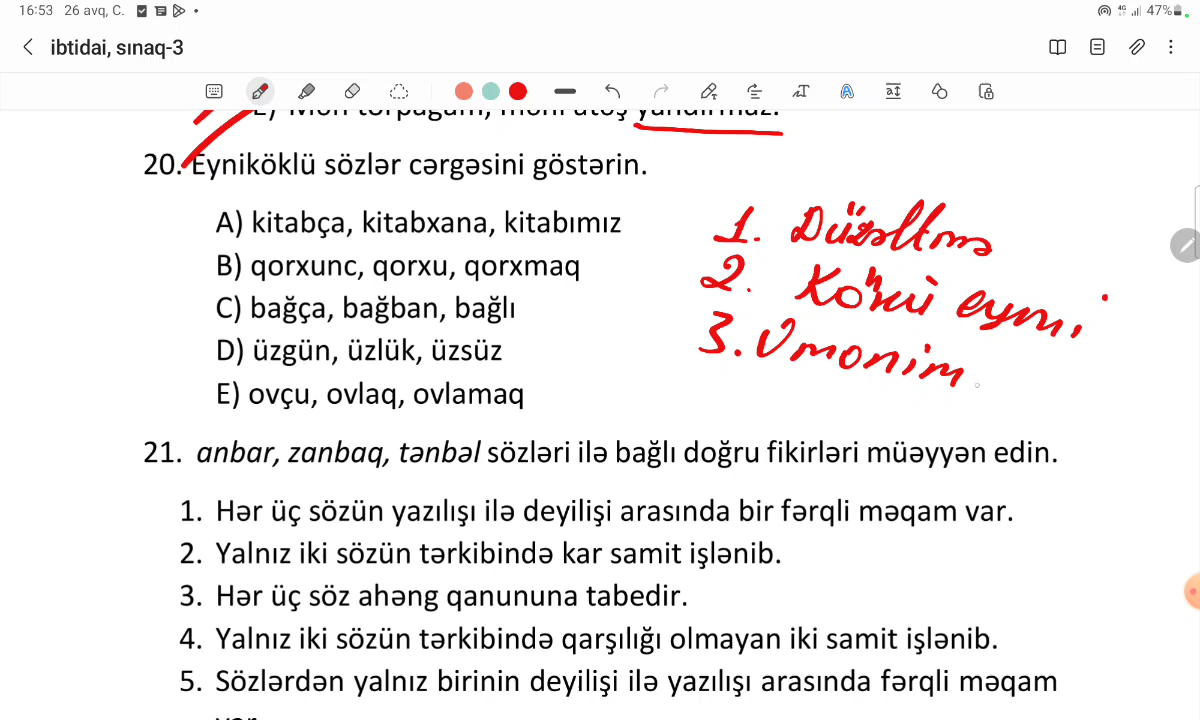 16:53 26 avq, C. 4G 47%
ibtidai, sınaq-3
yandırmaz.
20. Eyniköklü sözlər cərgəsini göstərin.
A) kitabça, kitabxana, kitabımız
B) qorxunc, qorxu, qorxmaq
C) bağça, bağban, bağlı
D) üzgün, üzlük, üzsüz
E) ovçu, ovlaq, ovlamaq
1. Düzəltmə
2. Kökü eyni
3. Omonim
21. anbar, zanbaq, tənbəl sözləri ilə bağlı doğru fikirləri müəyyən edin.
1. Hər üç sözün yazılışı ilə deyilişi arasında bir fərqli məqam var.
2. Yalnız iki sözün tərkibində kar samit işlənib.
3. Hər üç söz ahəng qanununa tabedir.
4. Yalnız iki sözün tərkibində qarşılığı olmayan iki samit işlənib.
5. Sözlərdən yalnız birinin deyilişi ilə yazılışı arasında fərqli məqam